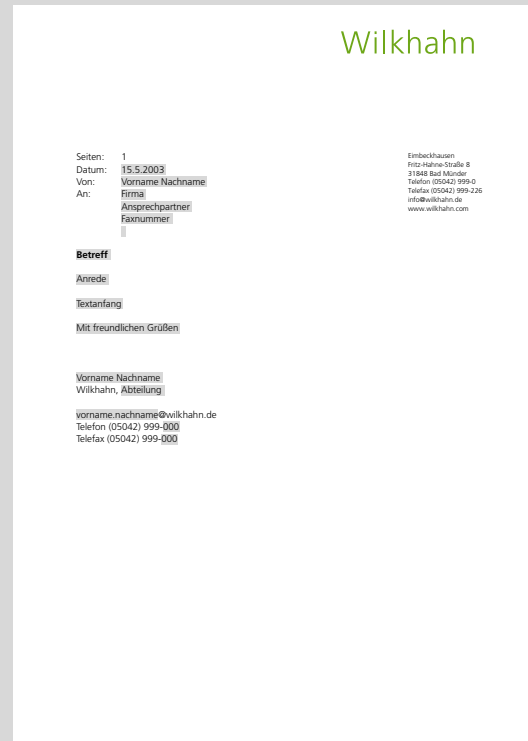 Wilkhahn
Seiten: 1
Datum: 15.5.2003
Von: Vorname Nachname
An: Firma
Ansprechpartner
Faxnummer
Eimbeckhausen
Fritz-Hahne-Straße 8
31848 Bad Münder
Telefon (05042) 999-0
Telefax (05042) 999-226
info@wilkhahn.de
www.wilkhahn.com
Betreff
Anrede
Textanfang
Mit freundlichen Grüßen
Vorname Nachname
Wilkhahn, Abteilung
vorname.nachname@wilkhahn.de
Telefon (05042) 999-000
Telefax (05042) 999-000